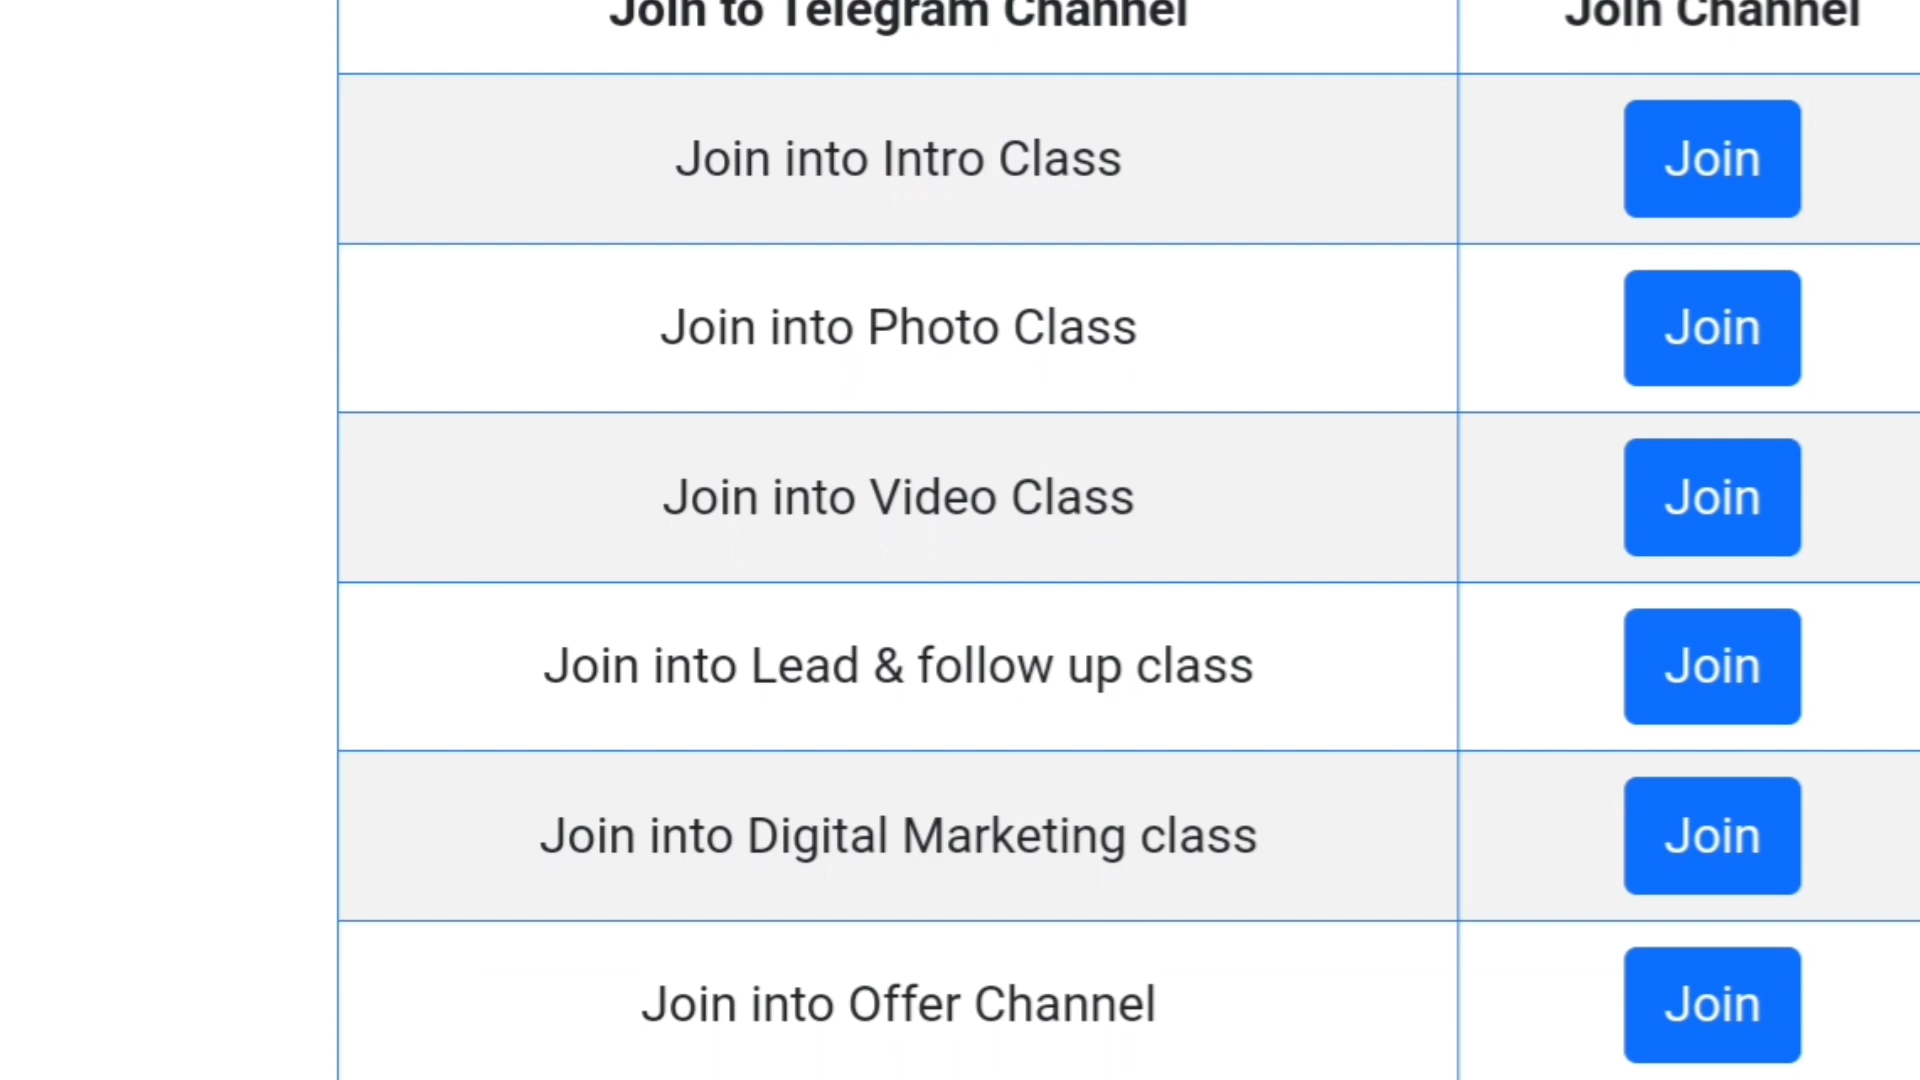 Join to Telegram Channel Join Channel
Join into Intro Class Join
Join into Photo Class Join
Join into Video Class Join
Join into Lead & follow up class Join
Join into Digital Marketing class Join
Join into Offer Channel Join